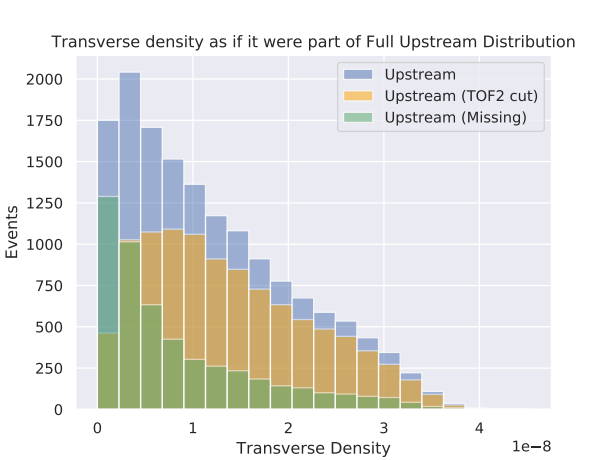 Transverse density as if it were part of Full Upstream Distribution
Upstream
Upstream (TOF2 cut)
Upstream (Missing)
Events
2000
1750
1500
1250
1000
750
500
250
0
0 1 2 3 4
1e−8
Transverse Density